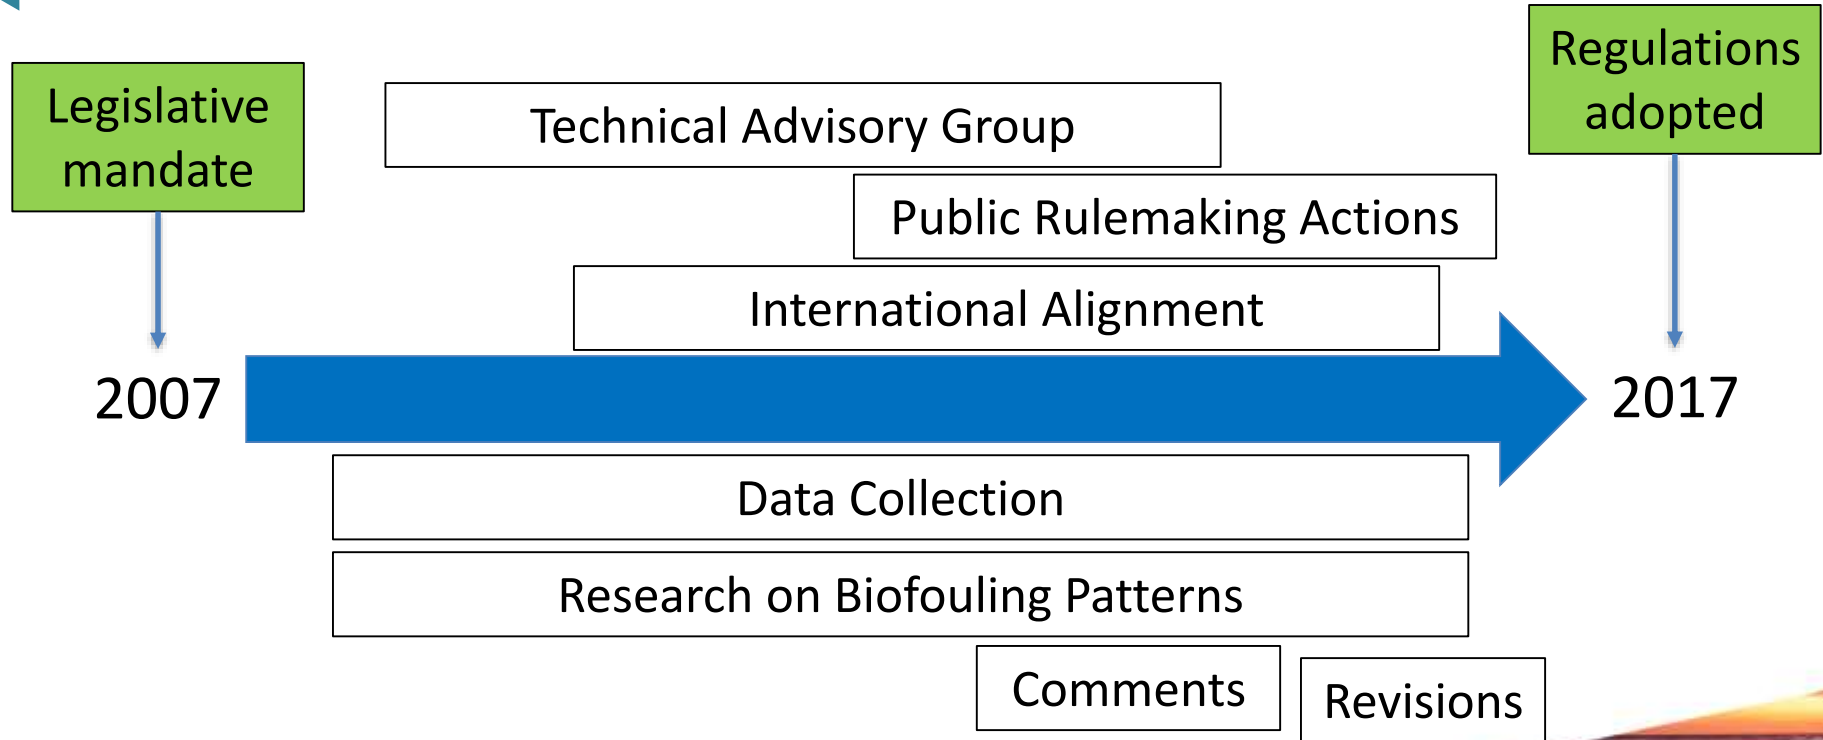 Legislative
mandate
Regulations
adopted
Technical Advisory Group
Public Rulemaking Actions
International Alignment
2007
2017
Data Collection
Research on Biofouling Patterns
Comments
Revisions